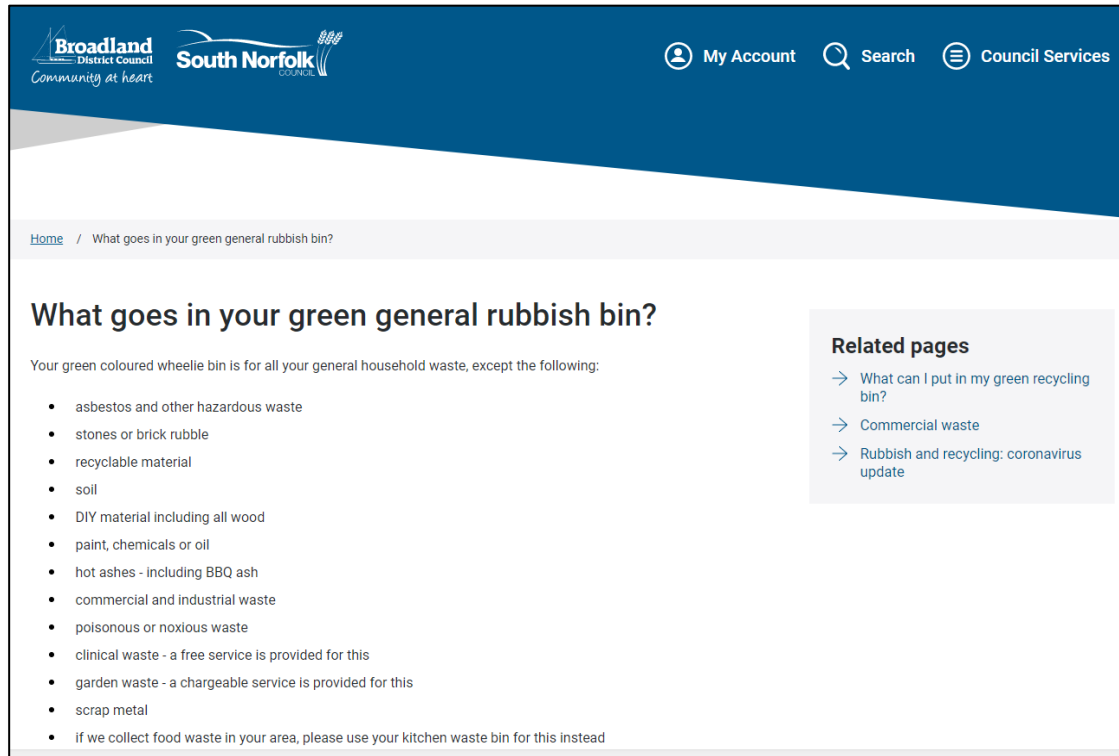 Broadland
District Council
Community at heart
South Norfolk
COUNCIL
My Account
Search
Council Services
Home / What goes in your green general rubbish bin?
What goes in your green general rubbish bin?
Your green coloured wheelie bin is for all your general household waste, except the following:
• asbestos and other hazardous waste
• stones or brick rubble
• recyclable material
• soil
• DIY material including all wood
• paint, chemicals or oil
• hot ashes - including BBQ ash
• commercial and industrial waste
• poisonous or noxious waste
• clinical waste - a free service is provided for this
• garden waste - a chargeable service is provided for this
• scrap metal
• if we collect food waste in your area, please use your kitchen waste bin for this instead
Related pages
→ What can I put in my green recycling
bin?
→ Commercial waste
→ Rubbish and recycling: coronavirus
update